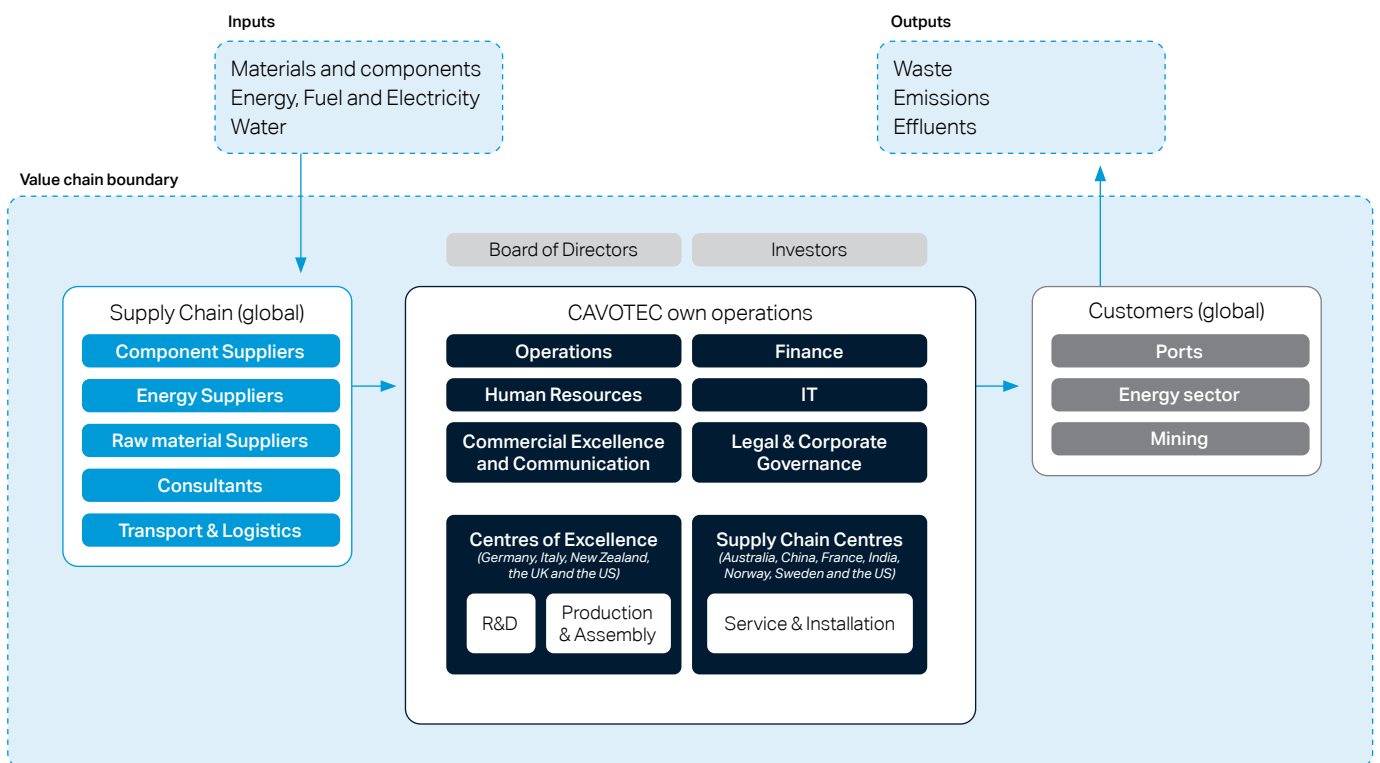 Inputs
Materials and components
Energy, Fuel and Electricity
Water
Outputs
Waste
Emissions
Effluents
Value chain boundary
Board of Directors
Investors
Supply Chain (global)
Component Suppliers
Energy Suppliers
Raw material Suppliers
Consultants
Transport & Logistics
CAVOTEC own operations
Operations
Finance
Human Resources
IT
Commercial Excellence
and Communication
Legal & Corporate
Governance
Centres of Excellence
(Germany, Italy, New Zealand,
the UK and the US)
R&D
Production
& Assembly
Supply Chain Centres
(Australia, China, France, India,
Norway, Sweden and the US)
Service & Installation
Customers (global)
Ports
Energy sector
Mining